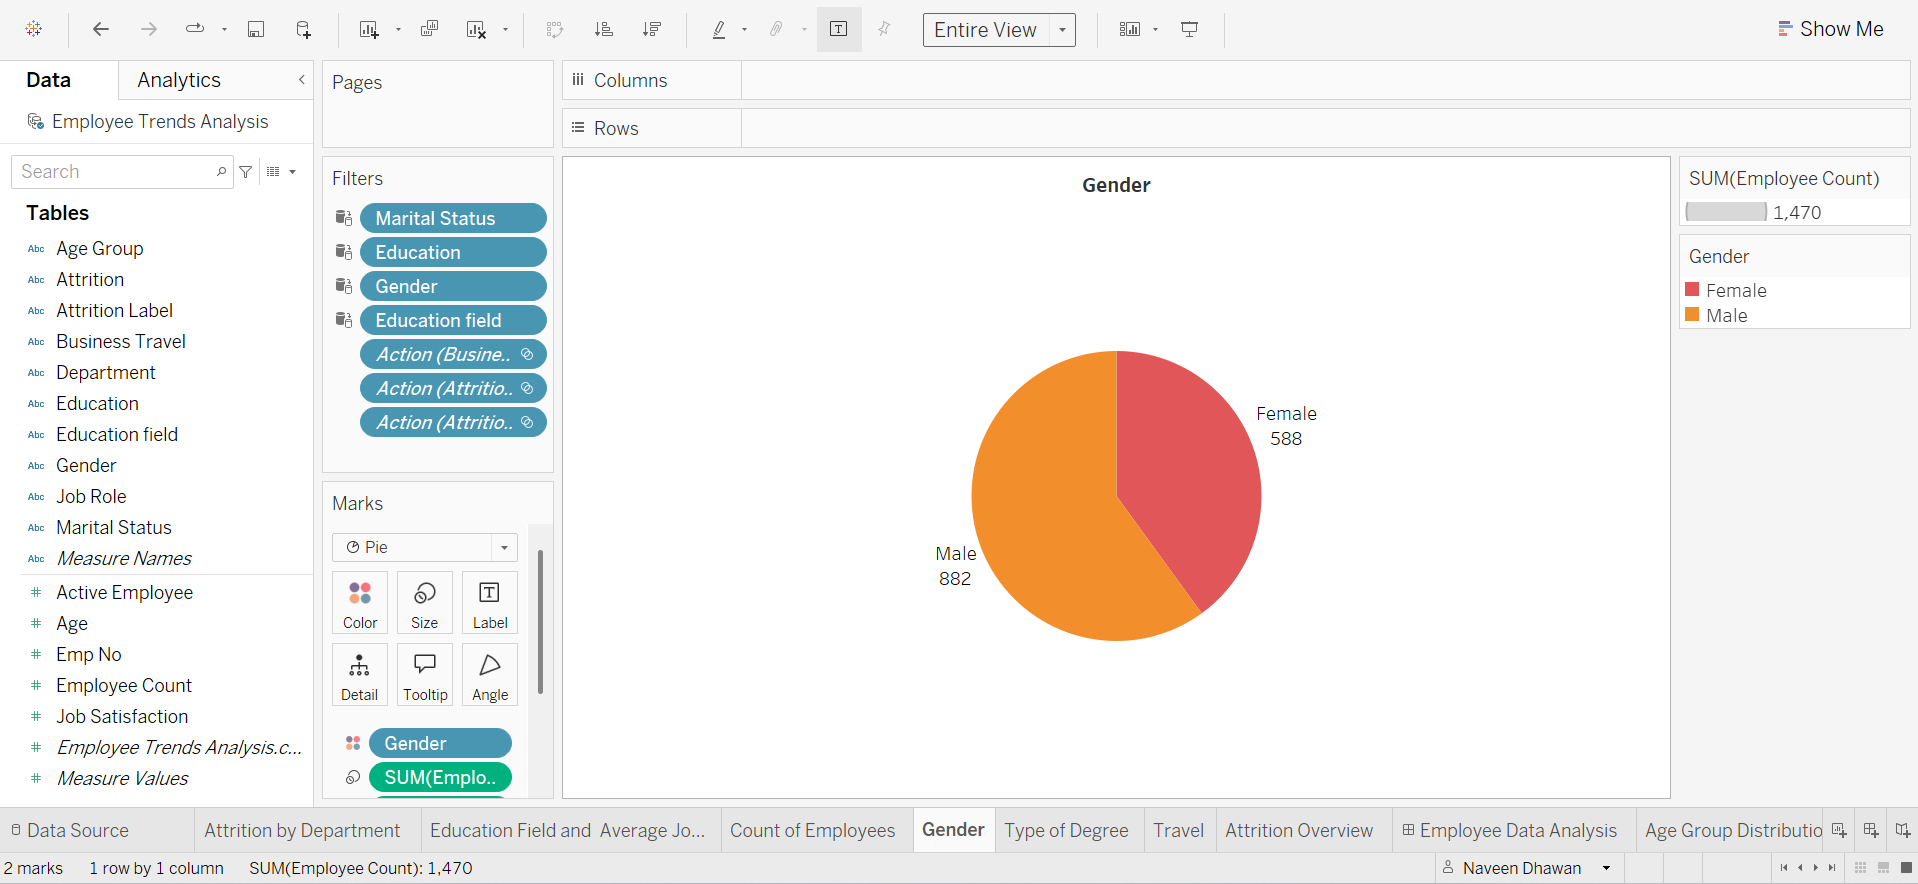 Entire View
Show Me
Data
Analytics
Employee Trends Analysis
Search
Tables
Abc Age Group
Abc Attrition
Abc Attrition Label
Abc Business Travel
Abc Department
Abc Education
Abc Education field
Abc Gender
Abc Job Role
Abc Marital Status
Abc Measure Names
# Active Employee
# Age
# Emp No
# Employee Count
# Job Satisfaction
# Employee Trends Analysis.c...
# Measure Values
Pages
Filters
Marital Status
Education
Gender
Education field
Action (Busine..
Action (Attritio..
Action (Attritio..
Marks
Pie
Color
Size
Label
Detail
Tooltip
Angle
Gender
SUM(Emplo..
Columns
Rows
Gender
Female
588
Male
882
SUM(Employee Count)
1,470
Gender
Female
Male
Data Source
Attrition by Department
Education Field and  Average Jo...
Count of Employees
Gender
Type of Degree
Travel
Attrition Overview
Employee Data Analysis
Age Group Distributio
2 marks
1 row by 1 column
SUM(Employee Count): 1,470
Naveen Dhawan